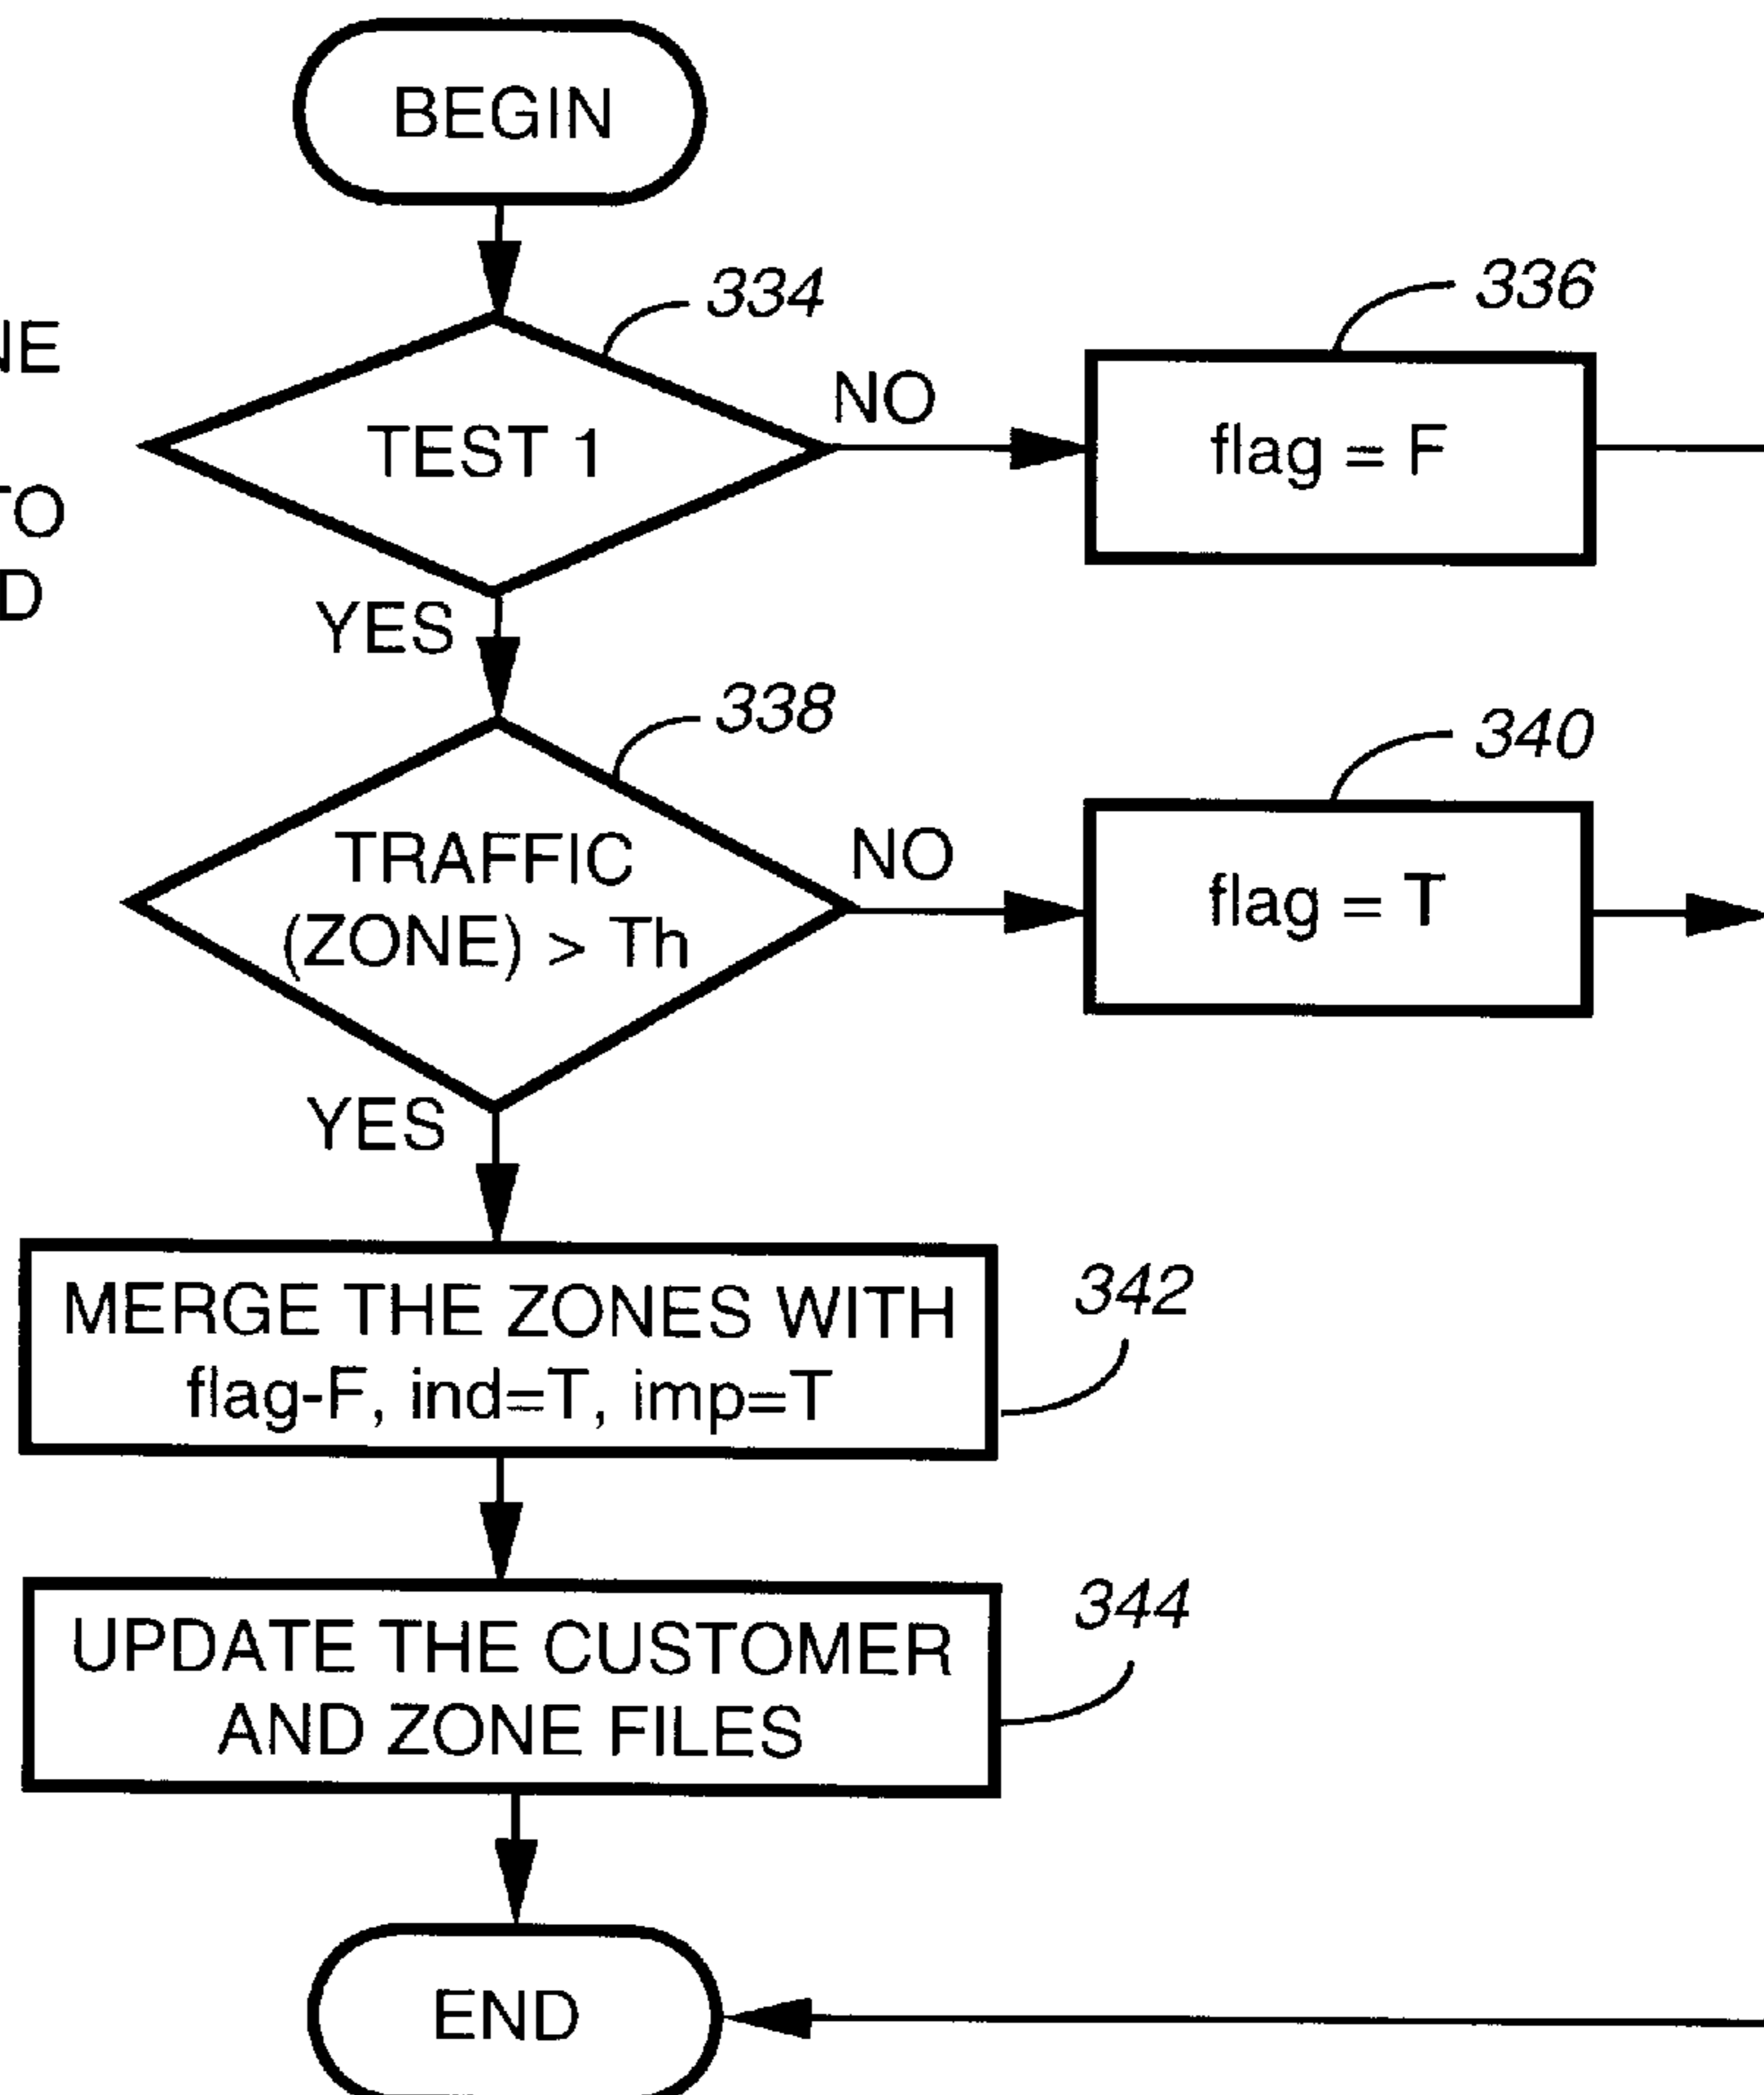 BEGIN
334
336
NE
NO
TEST 1
flag = F
TO
D
YES
338
340
TRAFFIC
(ZONE) > Th
NO
flag = T
YES
342
MERGE THE ZONES WITH
flag-F, ind=T, imp=T
344
UPDATE THE CUSTOMER
AND ZONE FILES
END